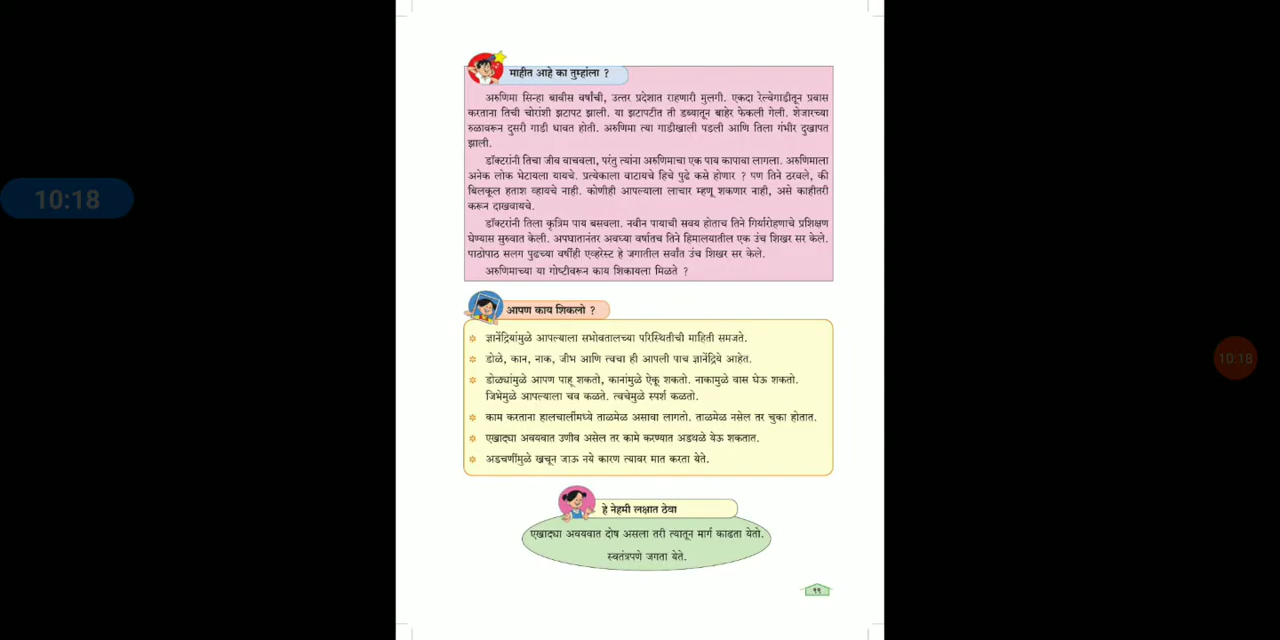 माहीत आहे का तुम्हांला ?
अरुणिमा सिन्हा बावीस वर्षांची, उत्तर प्रदेशात राहणारी मुलगी. एकदा रेल्वेगाडीतून प्रवास
करताना तिची चोरांशी झटापट झाली. या झटापटीत ती डब्यातून बाहेर फेकली गेली. शेजारच्या
रुळावरून दुसरी गाडी धावत होती. अरुणिमा त्या गाडीखाली पडली आणि तिला गंभीर दुखापत
झाली.
डॉक्टरांनी तिचा जीव वाचवला, परंतु त्यांना अरुणिमाचा एक पाय कापावा लागला. अरुणिमाला
अनेक लोक भेटायला यायचे. प्रत्येकाला वाटायचे हिचे पुढे कसे होणार ? पण तिने ठरवले, की
बिलकूल हताश व्हायचे नाही. कोणीही आपल्याला लाचार म्हणू शकणार नाही, असे काहीतरी
करून दाखवायचे.
डॉक्टरांनी तिला कृत्रिम पाय बसवला. नवीन पायाची सवय होताच तिने गिर्यारोहणाचे प्रशिक्षण
घेण्यास सुरुवात केली. अपघातानंतर अवघ्या वर्षातच तिने हिमालयातील एक उंच शिखर सर केले.
पाठोपाठ सलग पुढच्या वर्षीही एव्हरेस्ट हे जगातील सर्वांत उंच शिखर सर केले.
अरुणिमाच्या या गोष्टीवरून काय शिकायला मिळते ?
10:18
10:18
आपण काय शिकलो ?
ज्ञानेंद्रियांमुळे आपल्याला सभोवतालच्या परिस्थितीची माहिती समजते.
डोळे, कान, नाक, जीभ आणि त्वचा ही आपली पाच ज्ञानेंद्रिये आहेत.
डोळ्यांमुळे आपण पाहू शकतो, कानांमुळे ऐकू शकतो. नाकामुळे वास घेऊ शकतो.
जिभेमुळे आपल्याला चव कळते. त्वचेमुळे स्पर्श कळतो.
काम करताना हालचालींमध्ये ताळमेळ असावा लागतो. ताळमेळ नसेल तर चुका होतात.
एखाद्या अवयवात उणीव असेल तर कामे करण्यात अडथळे येऊ शकतात.
अडचणींमुळे खचून जाऊ नये कारण त्यावर मात करता येते.
हे नेहमी लक्षात ठेवा
एखाद्या अवयवात दोष असला तरी त्यातून मार्ग काढता येतो.
स्वतंत्रपणे जगता येते.
९९